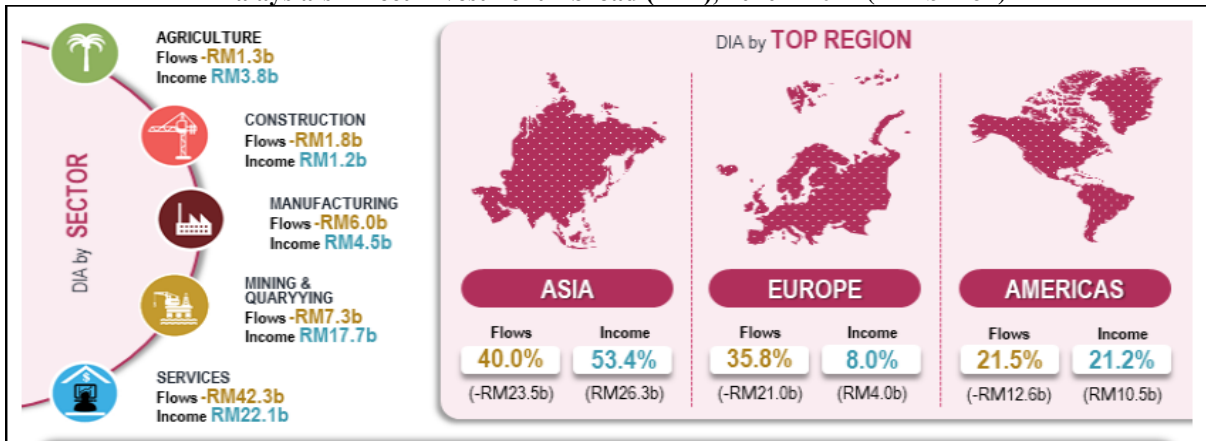 AGRICULTURE
Flows -RM1.3b
Income RM3.8b
CONSTRUCTION
Flows -RM1.8b
Income RM1.2b
MANUFACTURING
Flows -RM6.0b
Income RM4.5b
MINING &
QUARYYING
Flows -RM7.3b
Income RM17.7b
SERVICES
Flows -RM42.3b
Income RM22.1b
DIA by SECTOR
DIA by TOP REGION
ASIA
Flows Income
40.0% 53.4%
(-RM23.5b) (RM26.3b)
EUROPE
Flows Income
35.8% 8.0%
(-RM21.0b) (RM4.0b)
AMERICAS
Flows Income
21.5% 21.2%
(-RM12.6b) (RM10.5b)